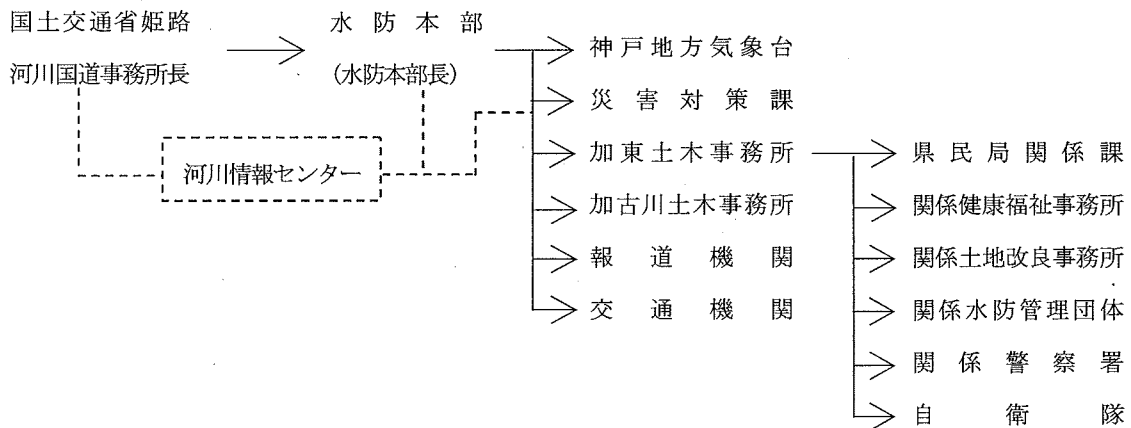 国土交通省姫路
河川国道事務所長
水防本部
(水防本部長)
河川情報センター
神戸地方気象台
災害対策課
加東土木事務所
加古川土木事務所
報道機関
交通機関
県民局関係課
関係健康福祉事務所
関係土地改良事務所
関係水防管理団体
関係警察署
自衛隊